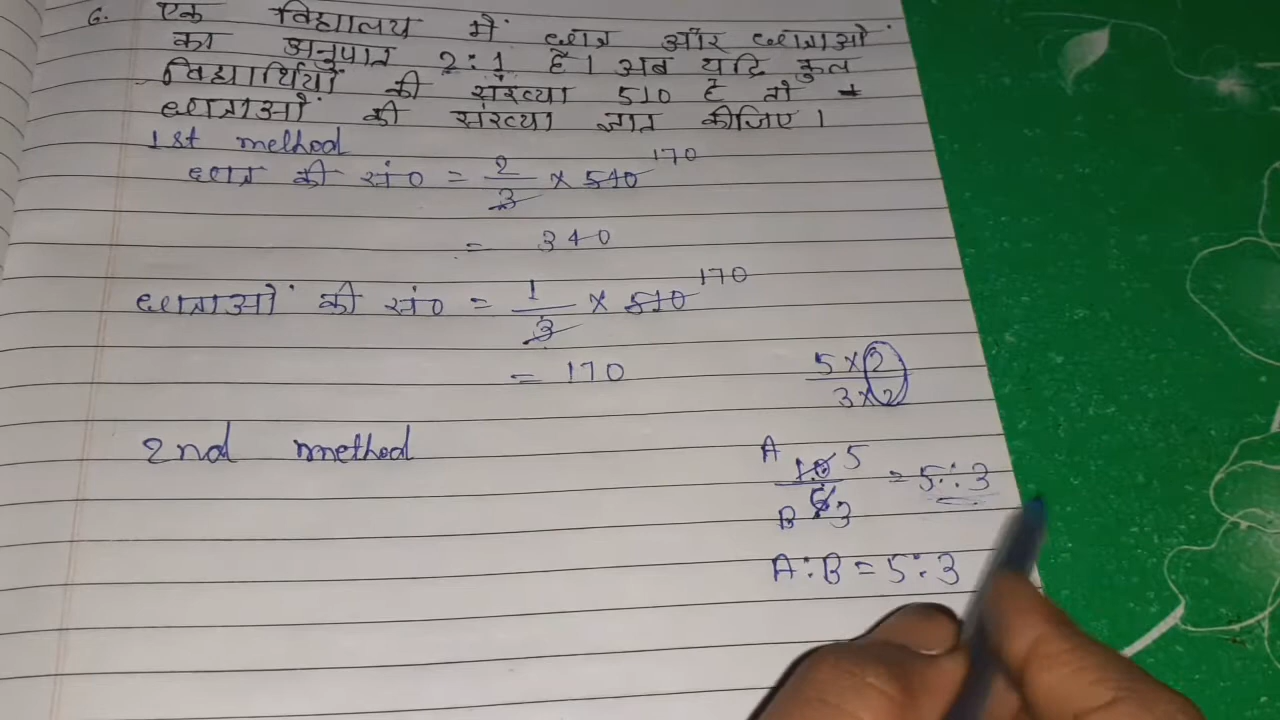 6. एक विद्यालय में छात्र और छात्राओं
का अनुपात 2:1 है। अब यदि कुल
विद्यार्थियों की संख्या 510 है तो
छात्राओं की संख्या ज्ञात कीजिए।
1st method
छात्र की सं० = 2/3 × 510 170
= 340
छात्राओं की सं० = 1/3 × 510 170
= 170
5×2
3×2
2nd method
A 10 5
B 6 3
= 5:3
A:B = 5:3